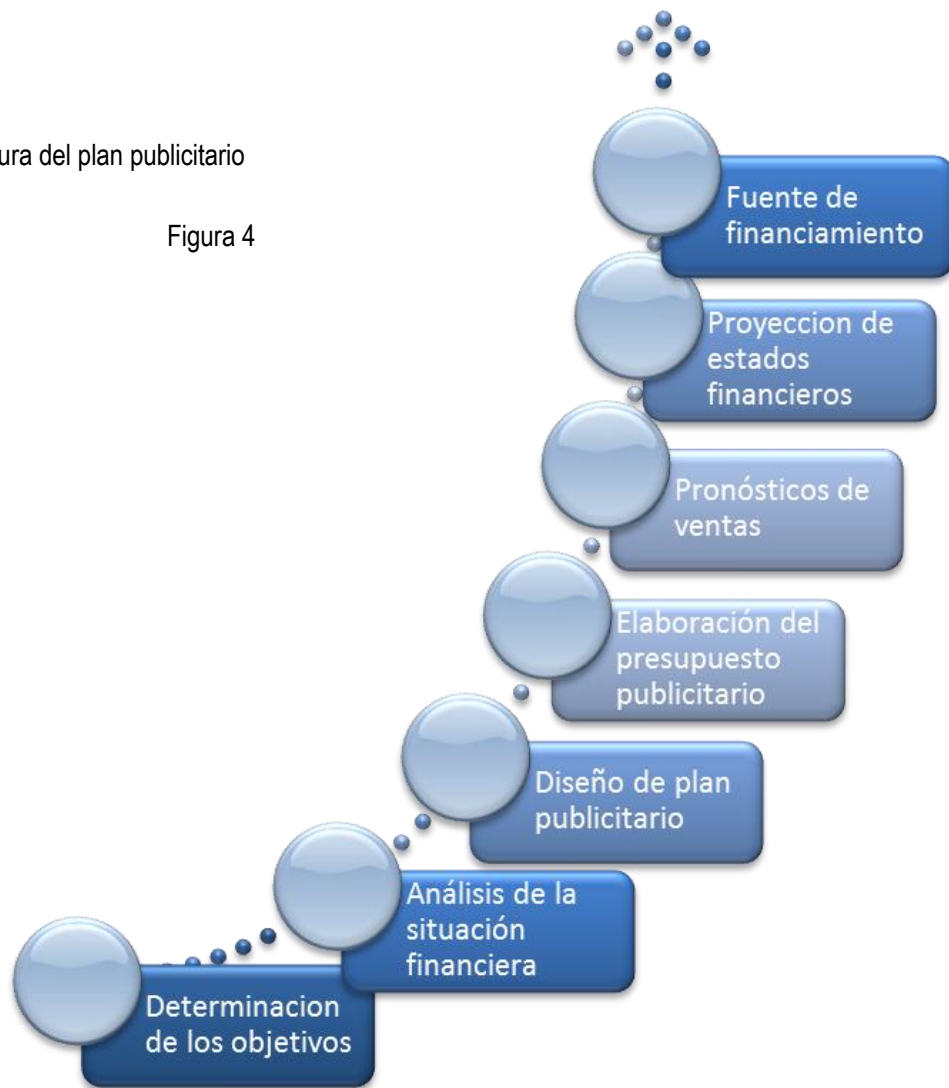 ura del plan publicitario
Figura 4
Fuente de
financiamiento
Proyeccion de
estados
financieros
Pronósticos de
ventas
Elaboración del
presupuesto
publicitario
Diseño de plan
publicitario
Análisis de la
situación
financiera
Determinacion
de los objetivos